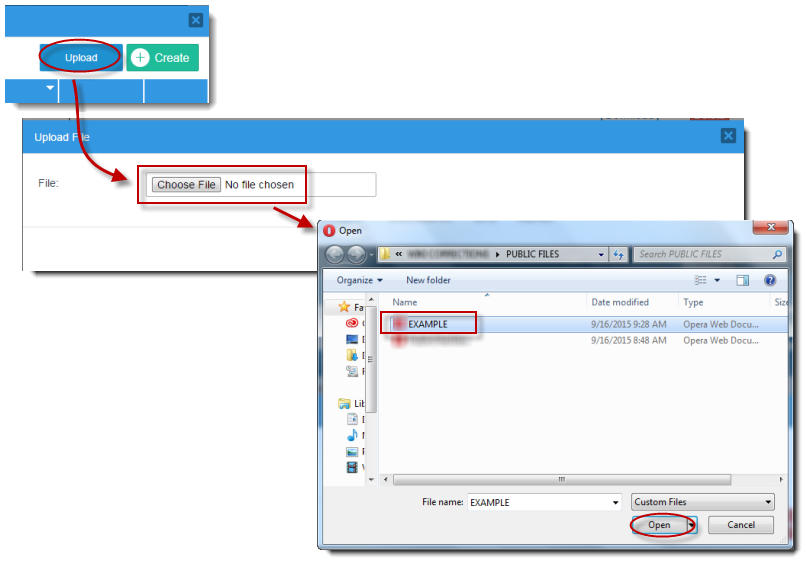 Upload
Create
Upload File
File:
Choose File No file chosen
Open
« PUBLIC FILES
Search PUBLIC FILES
Organize New folder
Name Date modified Type Size
EXAMPLE 9/16/2015 9:28 AM Opera Web Docu...
9/16/2015 8:48 AM Opera Web Docu...
Fa
Lib
File name: EXAMPLE Custom Files
Open Cancel